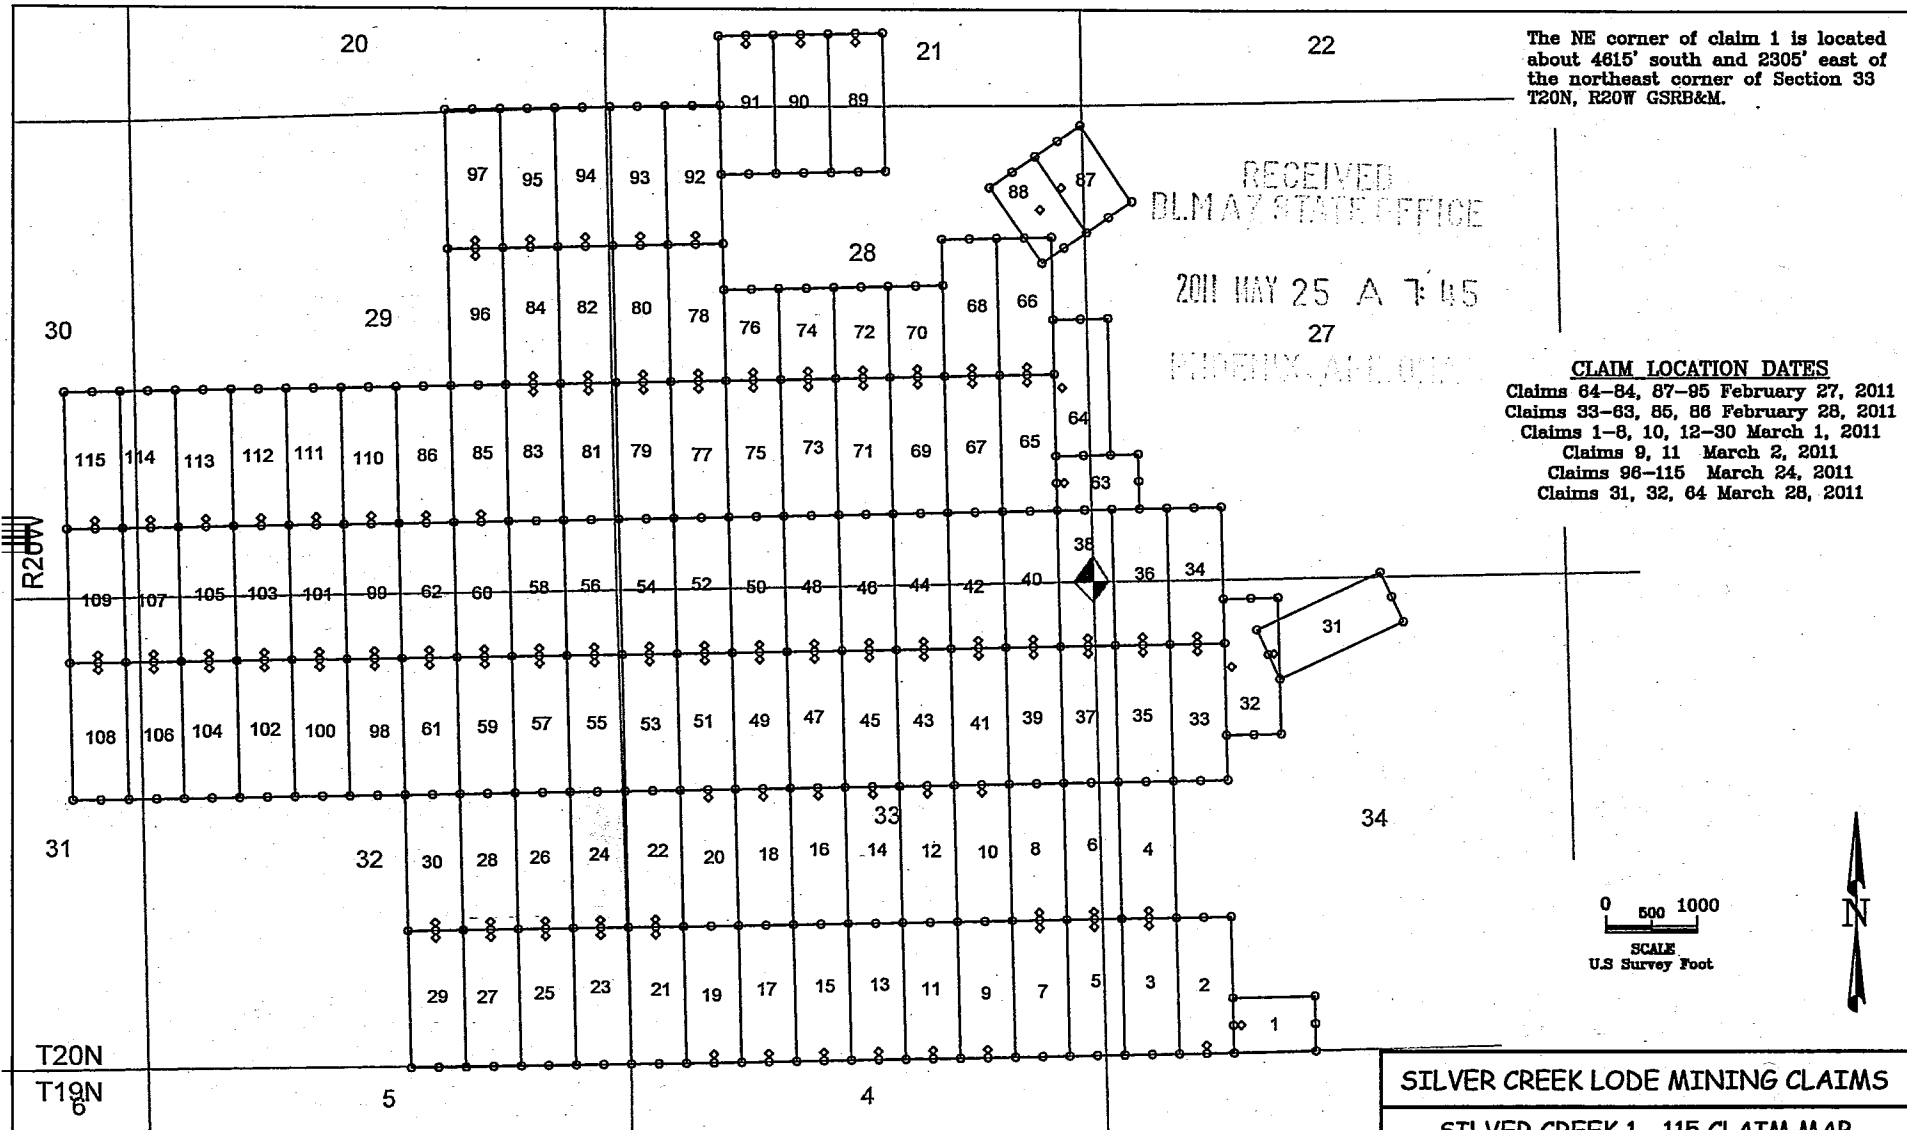 20
21
22
The NE corner of claim 1 is located
about 4615' south and 2305' east of
the northeast corner of Section 33
T20N, R20W GSRB&M.
91 90 89
97 95 94 93 92
88 87
RECEIVED
BLM AZ STATE OFFICE
2011 MAY 25 A 7:45
PHOENIX, ARIZONA
28
29
30
27
96 84 82 80 78 76 74 72 70 68 66
CLAIM LOCATION DATES
Claims 64-84, 87-95 February 27, 2011
Claims 33-63, 85, 86 February 28, 2011
Claims 1-8, 10, 12-30 March 1, 2011
Claims 9, 11 March 2, 2011
Claims 96-115 March 24, 2011
Claims 31, 32, 64 March 28, 2011
64
115 114 113 112 111 110 86 85 83 81 79 77 75 73 71 69 67 65
63
R20W
109 107 105 103 101 99 62 60 58 56 54 52 50 48 46 44 42 40 38 36 34
31
32
108 106 104 102 100 98 61 59 57 55 53 51 49 47 45 43 41 39 37 35 33
31
32
33
34
30 28 26 24 22 20 18 16 14 12 10 8 6 4
0 500 1000
SCALE
U.S Survey Foot
N
29 27 25 23 21 19 17 15 13 11 9 7 5 3 2
1
T20N
T19N
6
5
4
SILVER CREEK LODE MINING CLAIMS
SILVER CREEK 1 - 115 CLAIM MAP